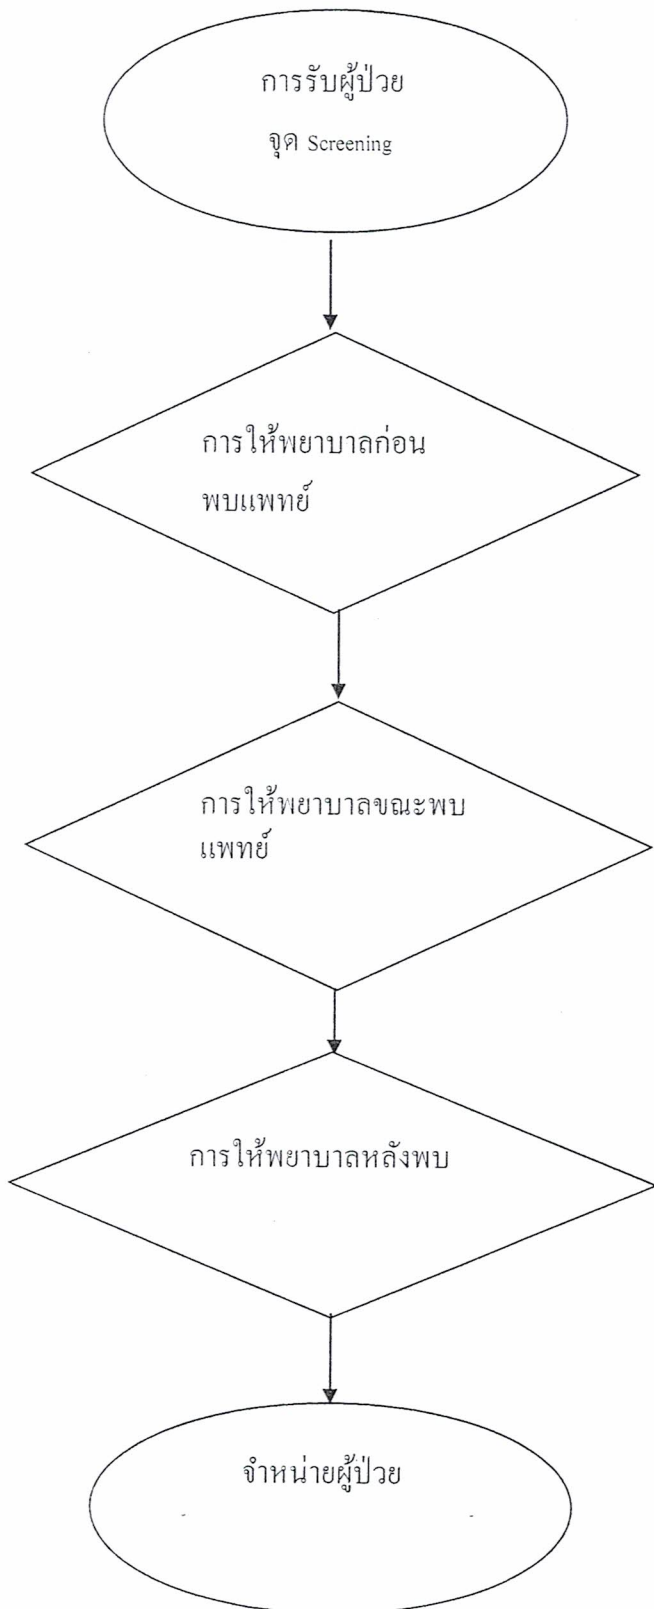 การรับผู้ป่วย
จุด Screening
การให้พยาบาลก่อน
พบแพทย์
การให้พยาบาลขณะพบ
แพทย์
การให้พยาบาลหลังพบ
จำหน่ายผู้ป่วย